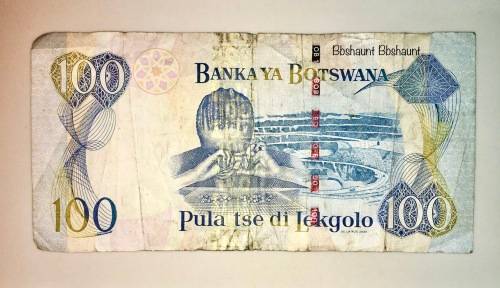 Bbshaunt Bbshaunt
100
BANKA YA BOTSWANA
100
Pula tse di Lekgolo
100